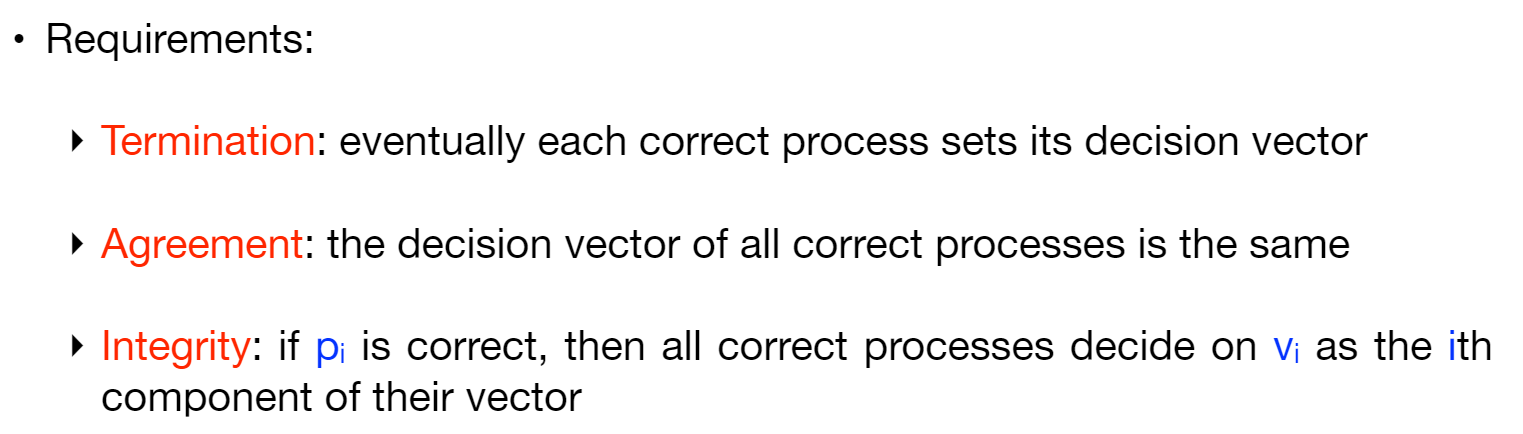 • Requirements:
‣ Termination: eventually each correct process sets its decision vector
‣ Agreement: the decision vector of all correct processes is the same
‣ Integrity: if pᵢ is correct, then all correct processes decide on vᵢ as the ith
component of their vector